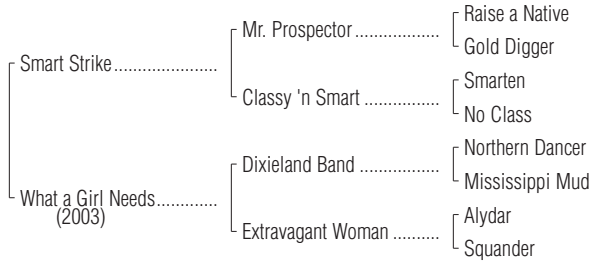 Raise a Native
Mr. Prospector ..................
Gold Digger
Smart Strike......................
Smarten
Classy 'n Smart ................
No Class
Northern Dancer
Dixieland Band .................
Mississippi Mud
What a Girl Needs.............
(2003)
Alydar
Extravagant Woman ..........
Squander